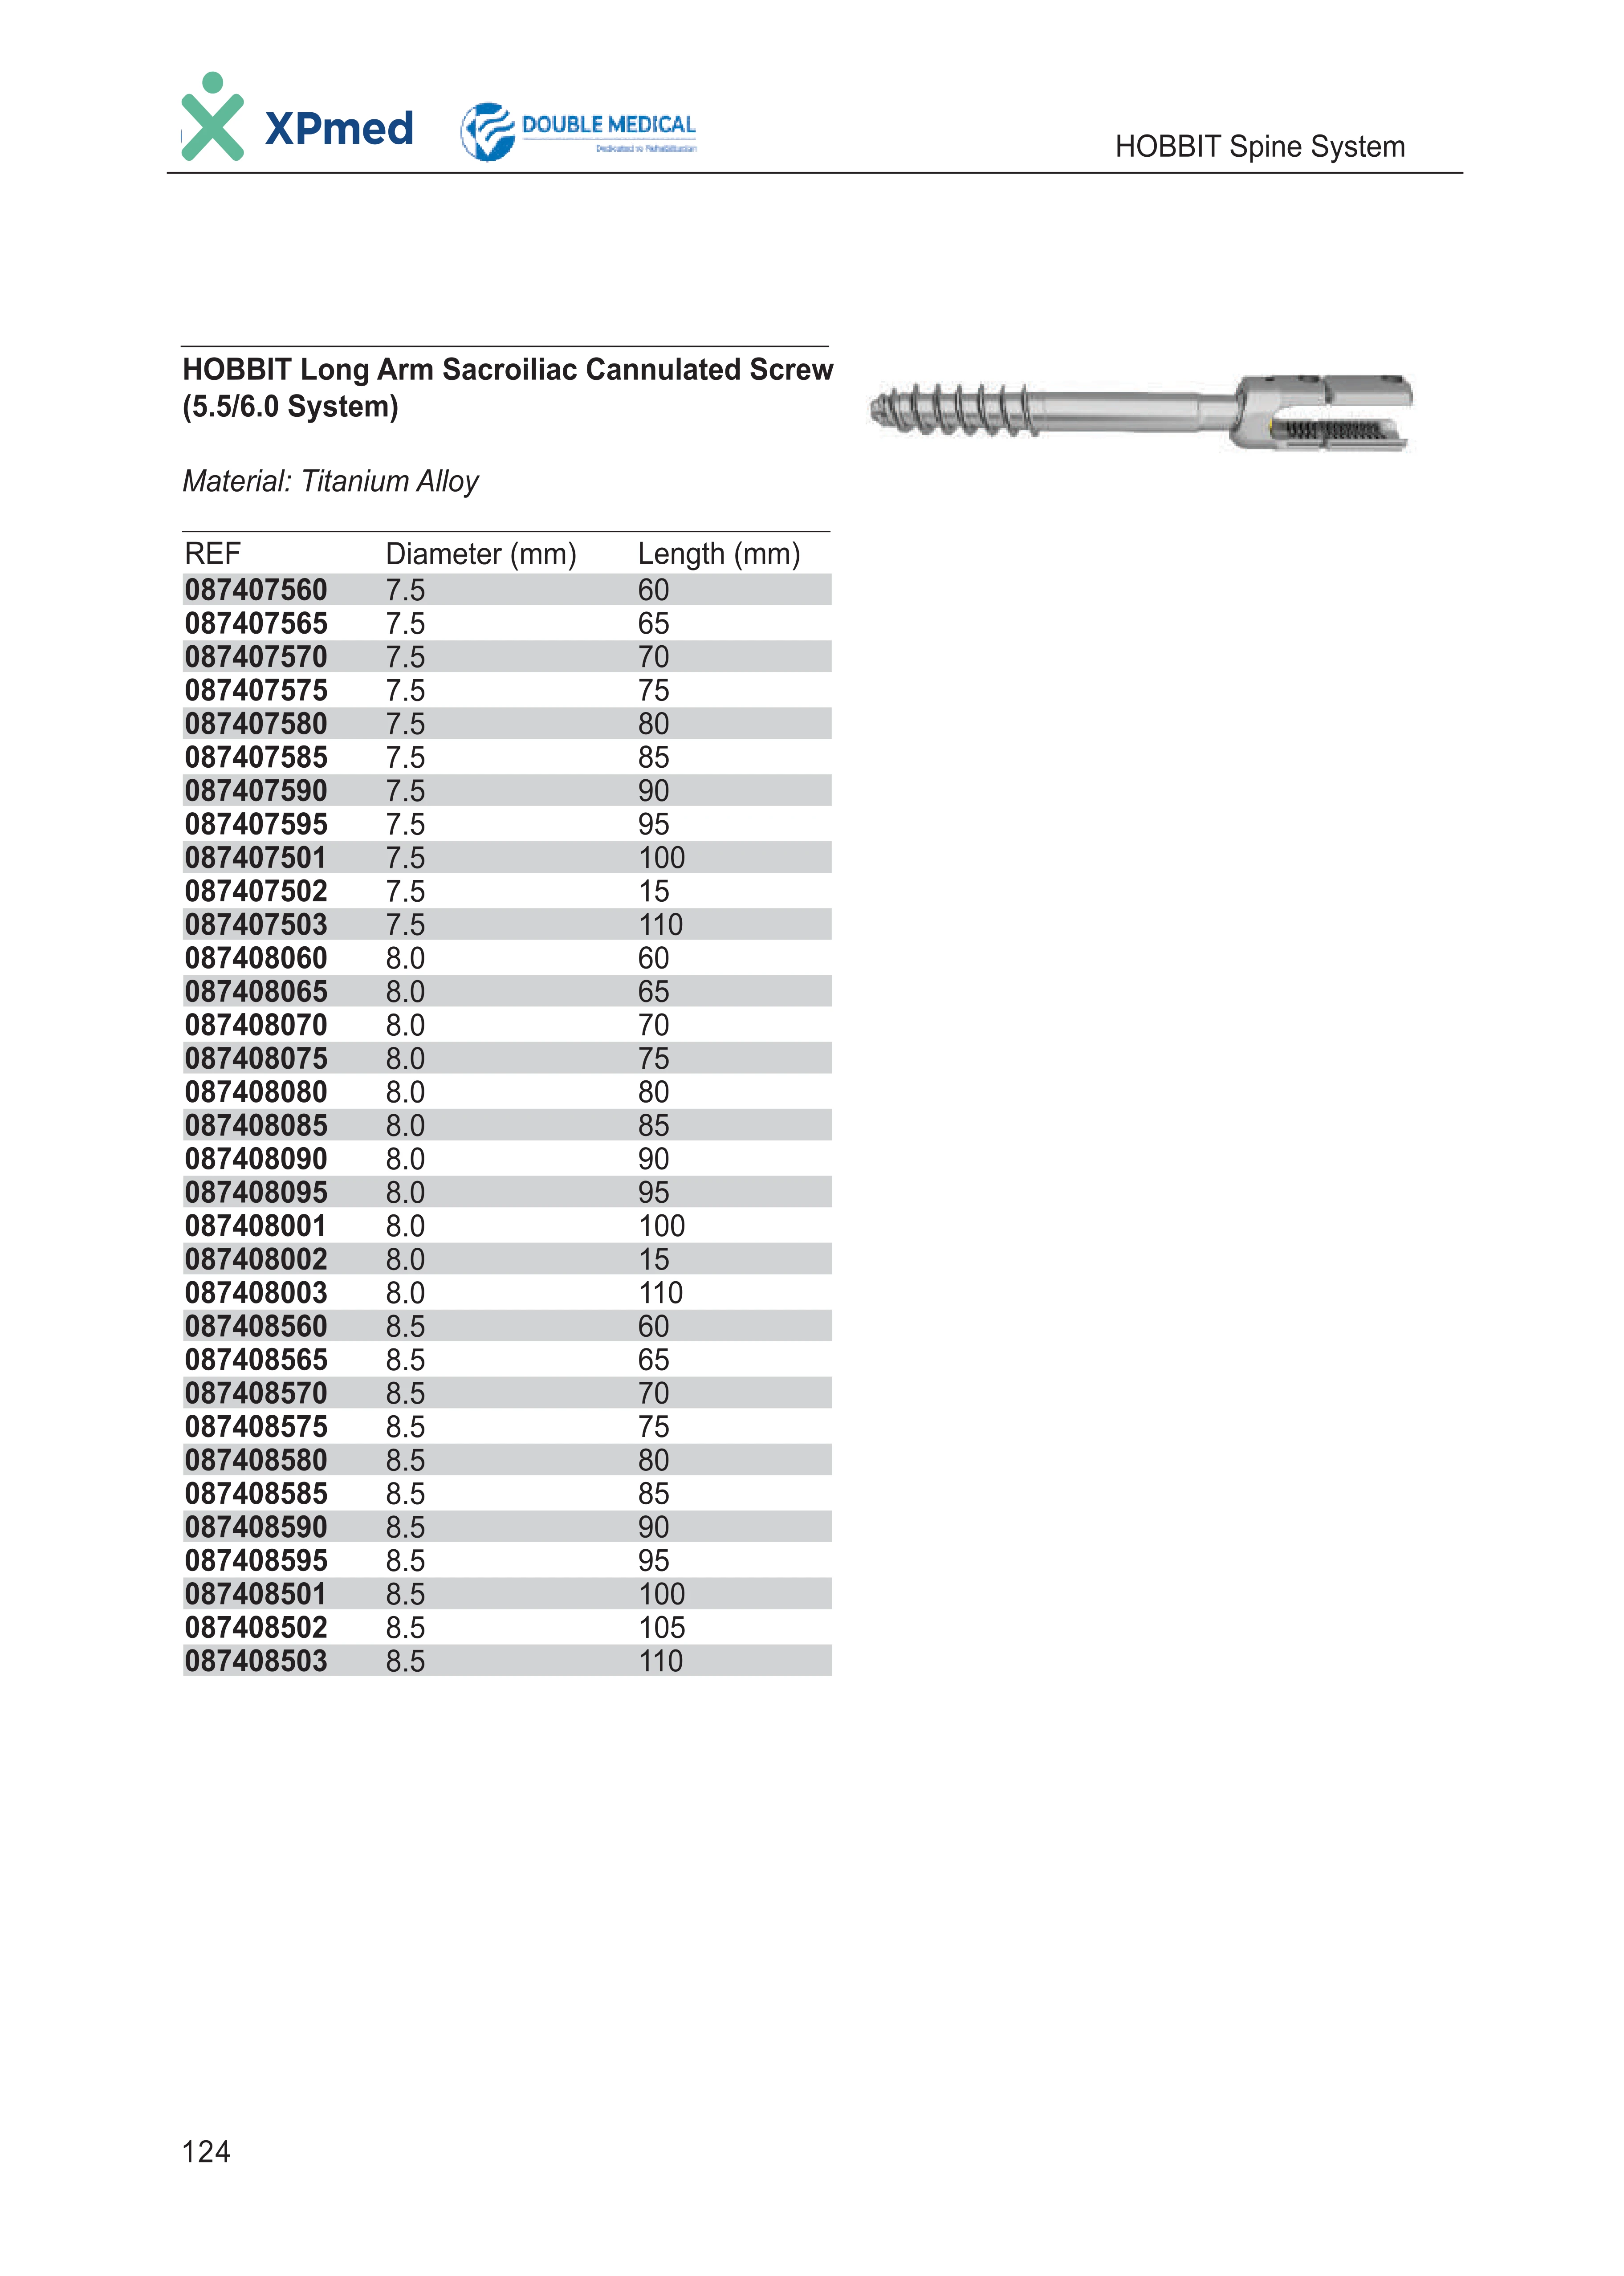 XPmed
DOUBLE MEDICAL
Dedicated to Rehabilitation
HOBBIT Spine System
HOBBIT Long Arm Sacroiliac Cannulated Screw
(5.5/6.0 System)
Material: Titanium Alloy
REF Diameter (mm) Length (mm)
087407560 7.5 60
087407565 7.5 65
087407570 7.5 70
087407575 7.5 75
087407580 7.5 80
087407585 7.5 85
087407590 7.5 90
087407595 7.5 95
087407501 7.5 100
087407502 7.5 15
087407503 7.5 110
087408060 8.0 60
087408065 8.0 65
087408070 8.0 70
087408075 8.0 75
087408080 8.0 80
087408085 8.0 85
087408090 8.0 90
087408095 8.0 95
087408001 8.0 100
087408002 8.0 15
087408003 8.0 110
087408560 8.5 60
087408565 8.5 65
087408570 8.5 70
087408575 8.5 75
087408580 8.5 80
087408585 8.5 85
087408590 8.5 90
087408595 8.5 95
087408501 8.5 100
087408502 8.5 105
087408503 8.5 110
124